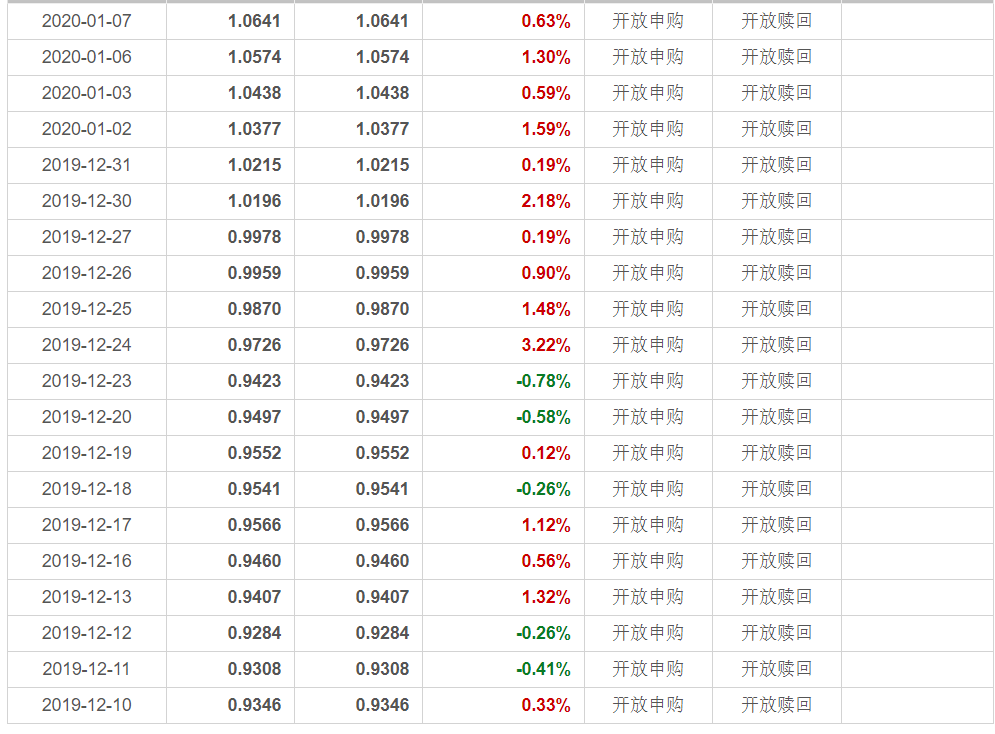 2020-01-07 1.0641 1.0641 0.63% 开放申购 开放赎回
2020-01-06 1.0574 1.0574 1.30% 开放申购 开放赎回
2020-01-03 1.0438 1.0438 0.59% 开放申购 开放赎回
2020-01-02 1.0377 1.0377 1.59% 开放申购 开放赎回
2019-12-31 1.0215 1.0215 0.19% 开放申购 开放赎回
2019-12-30 1.0196 1.0196 2.18% 开放申购 开放赎回
2019-12-27 0.9978 0.9978 0.19% 开放申购 开放赎回
2019-12-26 0.9959 0.9959 0.90% 开放申购 开放赎回
2019-12-25 0.9870 0.9870 1.48% 开放申购 开放赎回
2019-12-24 0.9726 0.9726 3.22% 开放申购 开放赎回
2019-12-23 0.9423 0.9423 -0.78% 开放申购 开放赎回
2019-12-20 0.9497 0.9497 -0.58% 开放申购 开放赎回
2019-12-19 0.9552 0.9552 0.12% 开放申购 开放赎回
2019-12-18 0.9541 0.9541 -0.26% 开放申购 开放赎回
2019-12-17 0.9566 0.9566 1.12% 开放申购 开放赎回
2019-12-16 0.9460 0.9460 0.56% 开放申购 开放赎回
2019-12-13 0.9407 0.9407 1.32% 开放申购 开放赎回
2019-12-12 0.9284 0.9284 -0.26% 开放申购 开放赎回
2019-12-11 0.9308 0.9308 -0.41% 开放申购 开放赎回
2019-12-10 0.9346 0.9346 0.33% 开放申购 开放赎回